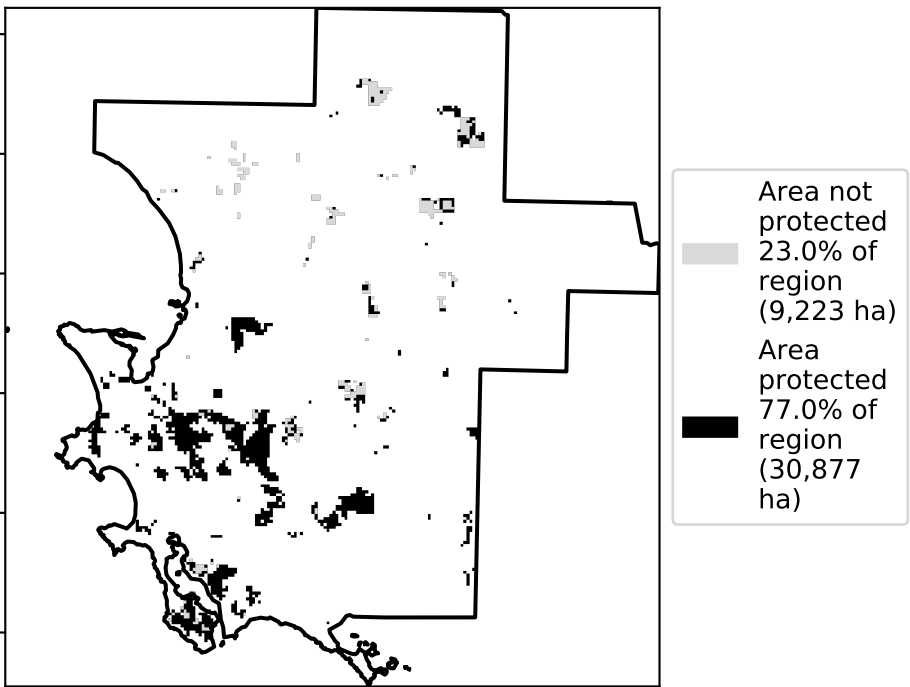 Area not
protected
23.0% of
region
(9,223 ha)
Area
protected
77.0% of
region
(30,877
ha)